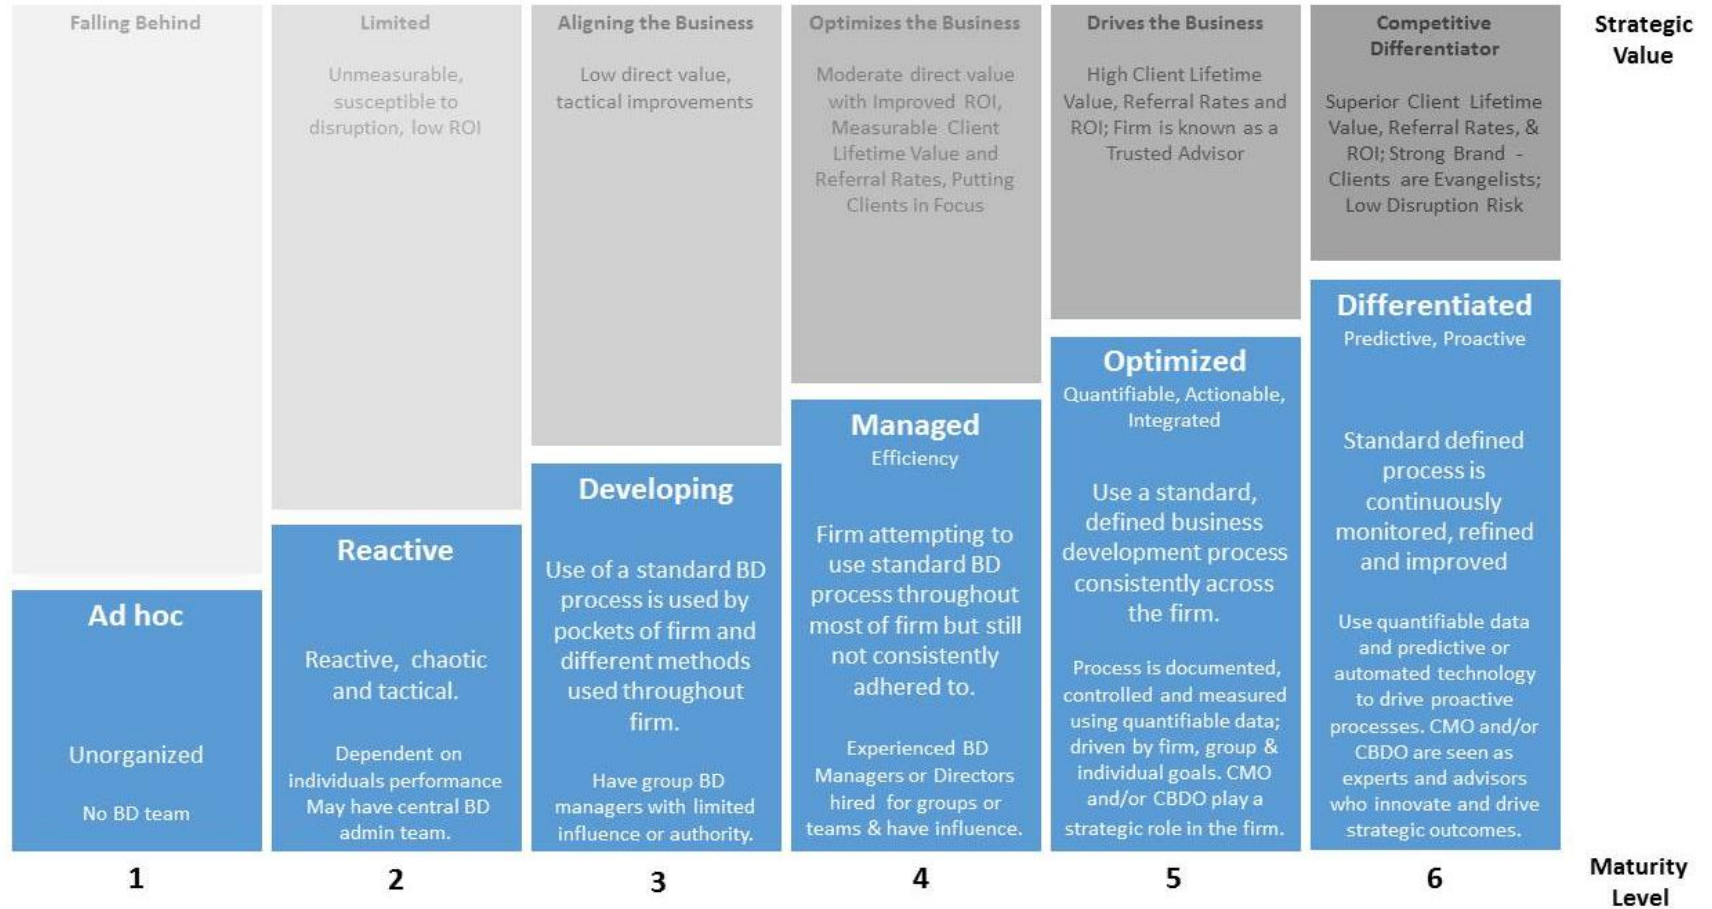 Falling Behind
Limited
Unmeasurable,
susceptible to
disruption, low ROI
Aligning the Business
Low direct value,
tactical improvements
Optimizes the Business
Moderate direct value
with Improved ROI,
Measurable Client
Lifetime Value and
Referral Rates, Putting
Clients in Focus
Drives the Business
High Client Lifetime
Value, Referral Rates and
ROI; Firm is known as a
Trusted Advisor
Competitive
Differentiator
Superior Client Lifetime
Value, Referral Rates, &
ROI; Strong Brand -
Clients are Evangelists;
Low Disruption Risk
Strategic
Value
Ad hoc
Unorganized
No BD team
Reactive
Reactive, chaotic
and tactical.
Dependent on
individuals performance
May have central BD
admin team.
Developing
Use of a standard BD
process is used by
pockets of firm and
different methods
used throughout
firm.
Have group BD
managers with limited
influence or authority.
Managed
Efficiency
Firm attempting to
use standard BD
process throughout
most of firm but still
not consistently
adhered to.
Experienced BD
Managers or Directors
hired for groups or
teams & have influence.
Optimized
Quantifiable, Actionable,
Integrated
Use a standard,
defined business
development process
consistently across
the firm.
Process is documented,
controlled and measured
using quantifiable data;
driven by firm, group &
individual goals. CMO
and/or CBDO play a
strategic role in the firm.
Differentiated
Predictive, Proactive
Standard defined
process is
continuously
monitored, refined
and improved
Use quantifiable data
and predictive or
automated technology
to drive proactive
processes. CMO and/or
CBDO are seen as
experts and advisors
who innovate and drive
strategic outcomes.
1
2
3
4
5
6
Maturity
Level